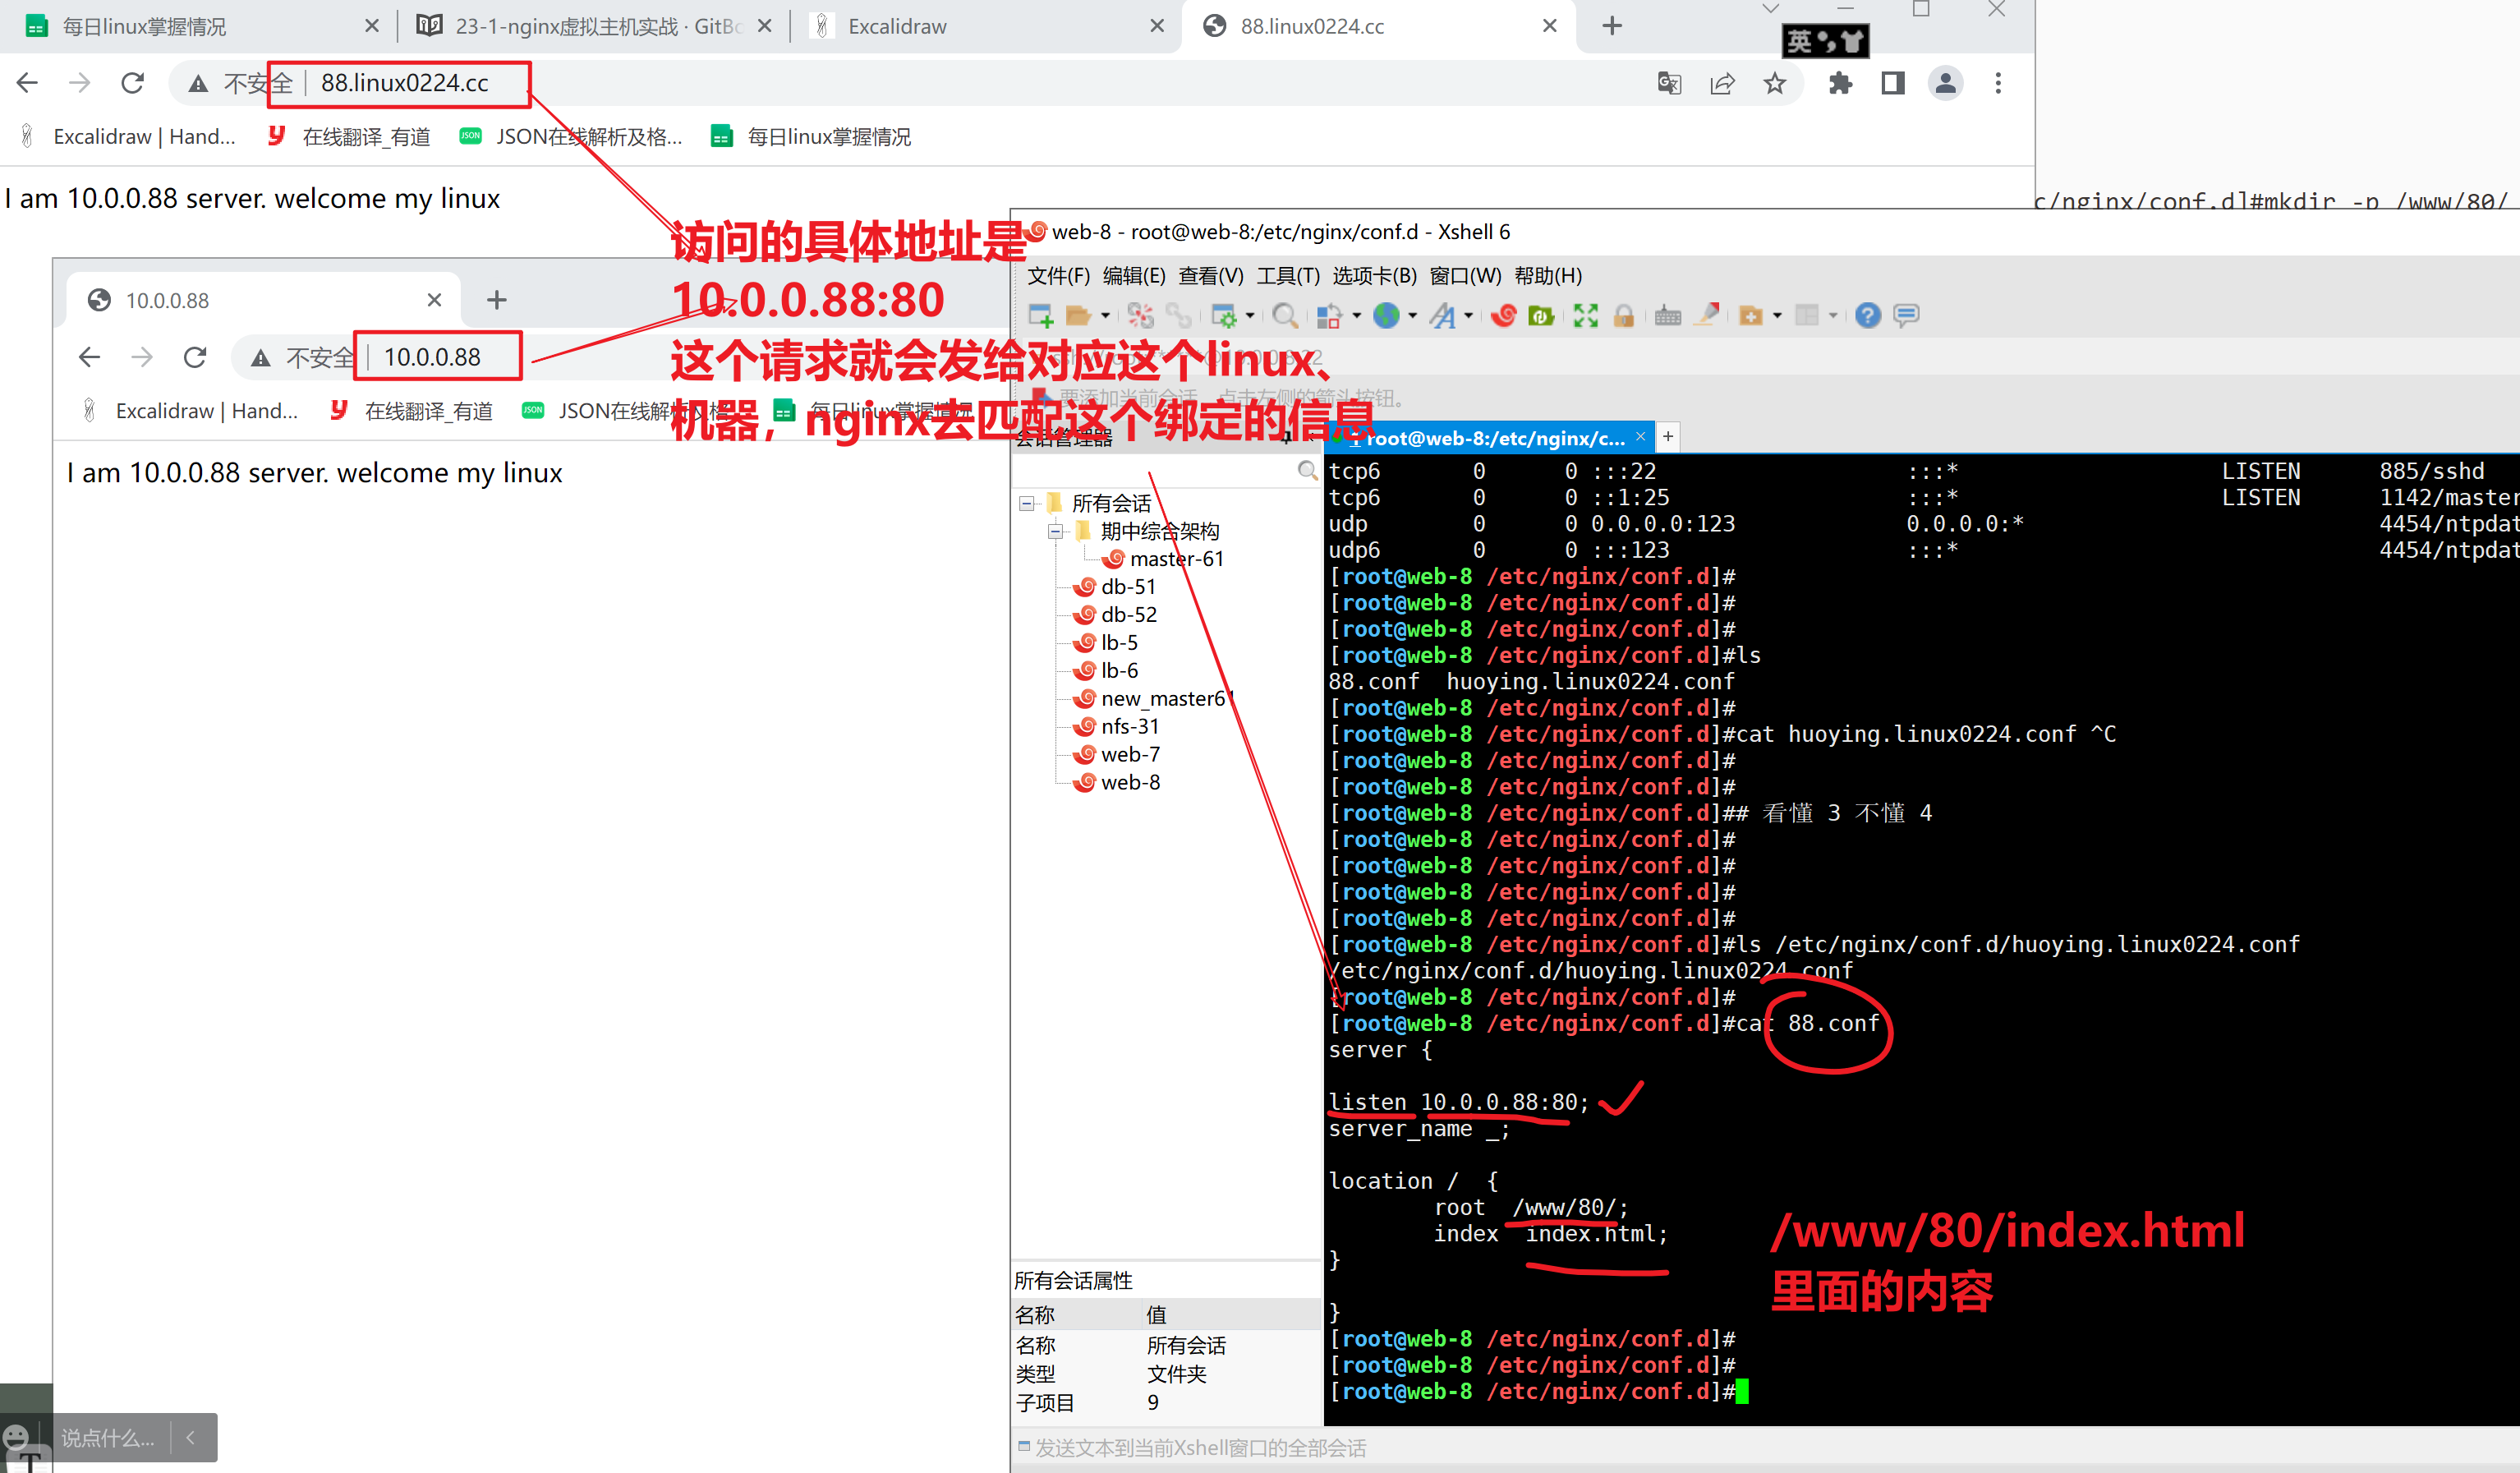 每日linux掌握情况
23-1-nginx虚拟主机实战 · GitBo
Excalidraw
88.linux0224.cc
英
不安全
88.linux0224.cc
Excalidraw | Hand...
在线翻译_有道
JSON在线解析及格...
每日linux掌握情况
I am 10.0.0.88 server. welcome my linux
c/nginx/conf.d]#mkdir -p /www/80/
访问的具体地址是
10.0.0.88:80
这个请求就会发给对应这个linux、
机器，nginx去匹配这个绑定的信息
10.0.0.88
不安全
10.0.0.88
Excalidraw | Hand...
在线翻译_有道
JSON在线解析及格
每日linux掌握情况
I am 10.0.0.88 server. welcome my linux
web-8 - root@web-8:/etc/nginx/conf.d - Xshell 6
文件(F) 编辑(E) 查看(V) 工具(T) 选项卡(B) 窗口(W) 帮助(H)
要添加当前会话，点击左侧的箭头按钮。
会话管理器
所有会话
期中综合架构
master-61
db-51
db-52
lb-5
lb-6
new_master61
nfs-31
web-7
web-8
所有会话属性
名称 值
名称 所有会话
类型 文件夹
子项目 9
root@web-8:/etc/nginx/c...
tcp6 0 0 :::22 :::* LISTEN 885/sshd
tcp6 0 0 ::1:25 :::* LISTEN 1142/master
udp 0 0 0.0.0.0:123 0.0.0.0:* 4454/ntpdat
udp6 0 0 :::123 :::* 4454/ntpdat
[root@web-8 /etc/nginx/conf.d]#
[root@web-8 /etc/nginx/conf.d]#
[root@web-8 /etc/nginx/conf.d]#
[root@web-8 /etc/nginx/conf.d]#ls
88.conf huoying.linux0224.conf
[root@web-8 /etc/nginx/conf.d]#
[root@web-8 /etc/nginx/conf.d]#cat huoying.linux0224.conf ^C
[root@web-8 /etc/nginx/conf.d]#
[root@web-8 /etc/nginx/conf.d]#
[root@web-8 /etc/nginx/conf.d]## 看懂 3 不懂 4
[root@web-8 /etc/nginx/conf.d]#
[root@web-8 /etc/nginx/conf.d]#
[root@web-8 /etc/nginx/conf.d]#
[root@web-8 /etc/nginx/conf.d]#
[root@web-8 /etc/nginx/conf.d]#ls /etc/nginx/conf.d/huoying.linux0224.conf
/etc/nginx/conf.d/huoying.linux0224.conf
[root@web-8 /etc/nginx/conf.d]#
[root@web-8 /etc/nginx/conf.d]#cat 88.conf
server {
listen 10.0.0.88:80;
server_name _;
location / {
root /www/80/;
index index.html;
}
}
[root@web-8 /etc/nginx/conf.d]#
[root@web-8 /etc/nginx/conf.d]#
[root@web-8 /etc/nginx/conf.d]#
/www/80/index.html
里面的内容
说点什么...
T
发送文本到当前Xshell窗口的全部会话